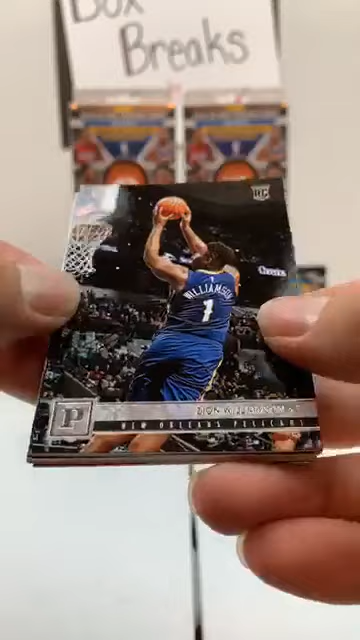 Box
Breaks
RC
WILLIAMSON
1
P
ZION WILLIAMSON
NEW ORLEANS PELICANS